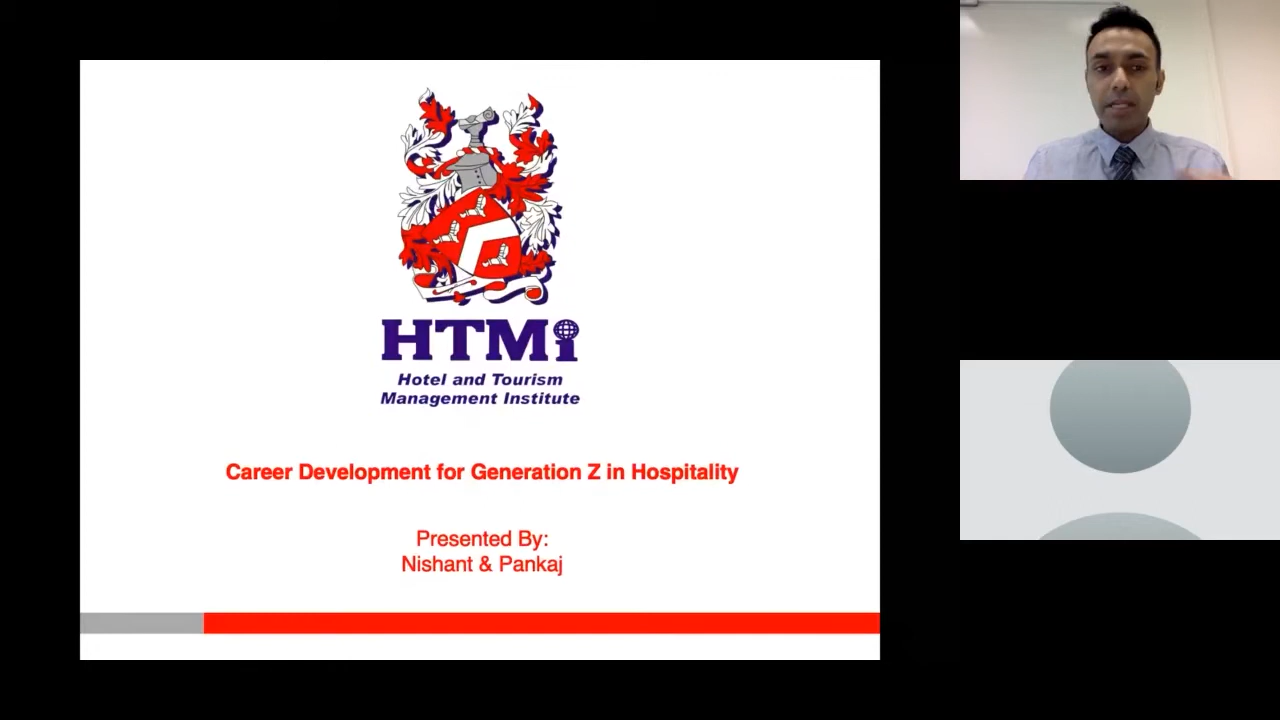 HTMi
Hotel and Tourism
Management Institute
Career Development for Generation Z in Hospitality
Presented By:
Nishant & Pankaj